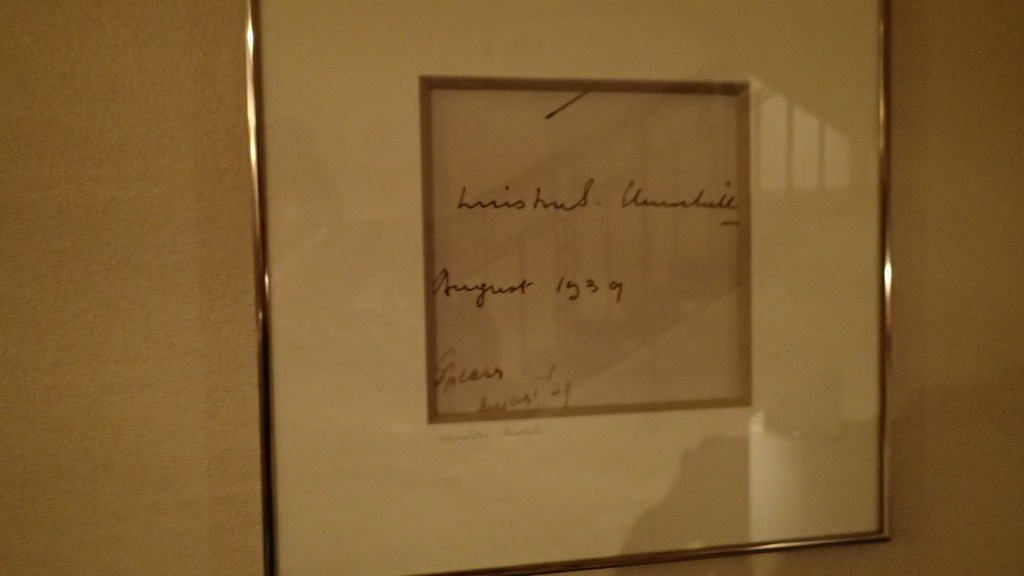 Winston S. Churchill
August 1939
Spears
August 39